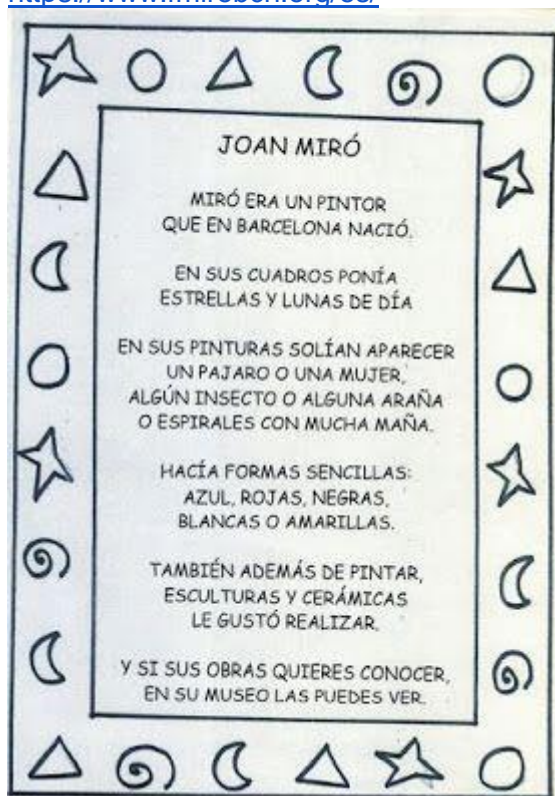 JOAN MIRÓ
MIRÓ ERA UN PINTOR
QUE EN BARCELONA NACIÓ.
EN SUS CUADROS PONÍA
ESTRELLAS Y LUNAS DE DÍA
EN SUS PINTURAS SOLÍAN APARECER
UN PAJARO O UNA MUJER,
ALGÚN INSECTO O ALGUNA ARAÑA
O ESPIRALES CON MUCHA MAÑA.
HACÍA FORMAS SENCILLAS:
AZUL, ROJAS, NEGRAS,
BLANCAS O AMARILLAS.
TAMBIÉN ADEMÁS DE PINTAR,
ESCULTURAS Y CERÁMICAS
LE GUSTÓ REALIZAR.
Y SI SUS OBRAS QUIERES CONOCER,
EN SU MUSEO LAS PUEDES VER.